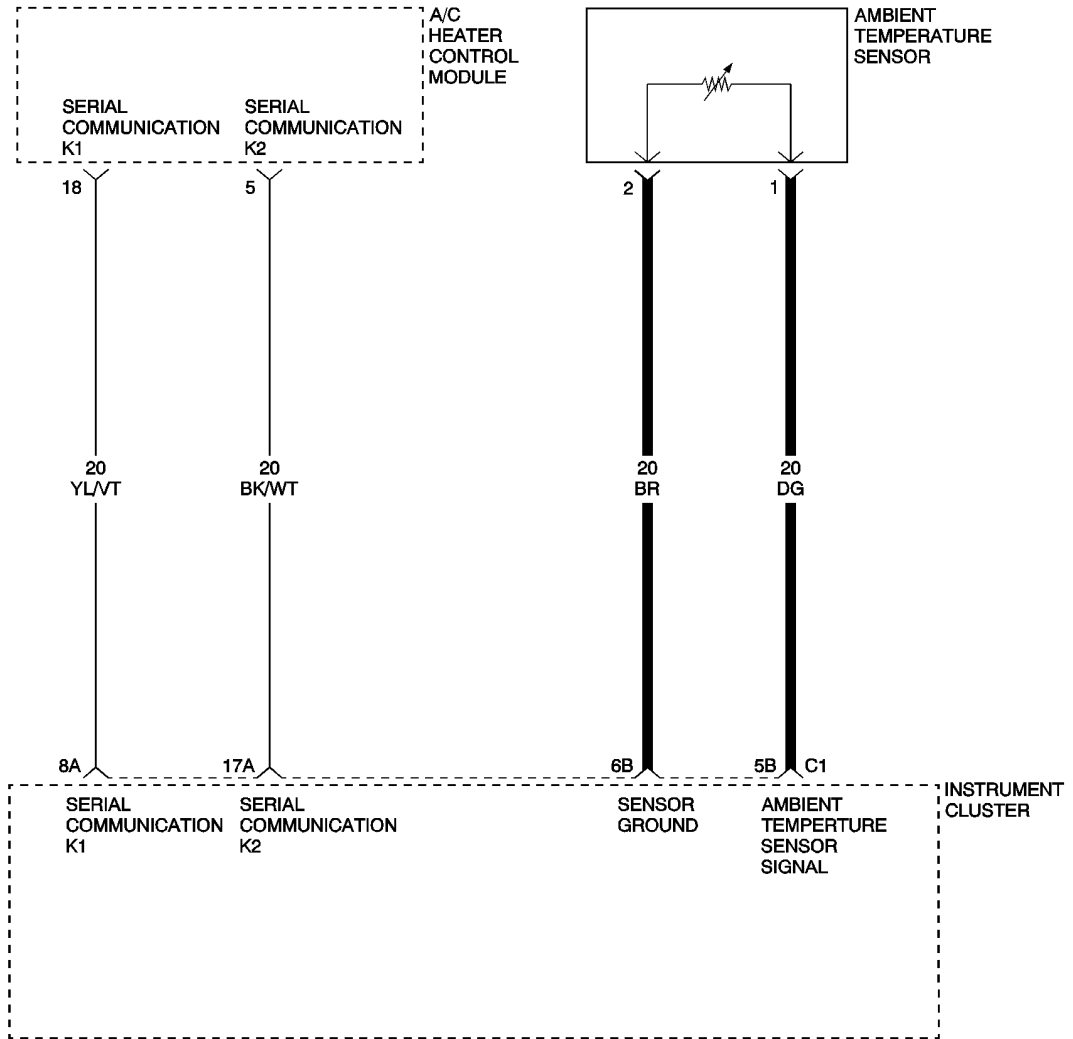 A/C
HEATER
CONTROL
MODULE
SERIAL
COMMUNICATION
K1
SERIAL
COMMUNICATION
K2
AMBIENT
TEMPERATURE
SENSOR
18
5
2
1
20
YL/VT
20
BK/WT
20
BR
20
DG
8A
17A
6B
5B
C1
SERIAL
COMMUNICATION
K1
SERIAL
COMMUNICATION
K2
SENSOR
GROUND
AMBIENT
TEMPERTURE
SENSOR
SIGNAL
INSTRUMENT
CLUSTER